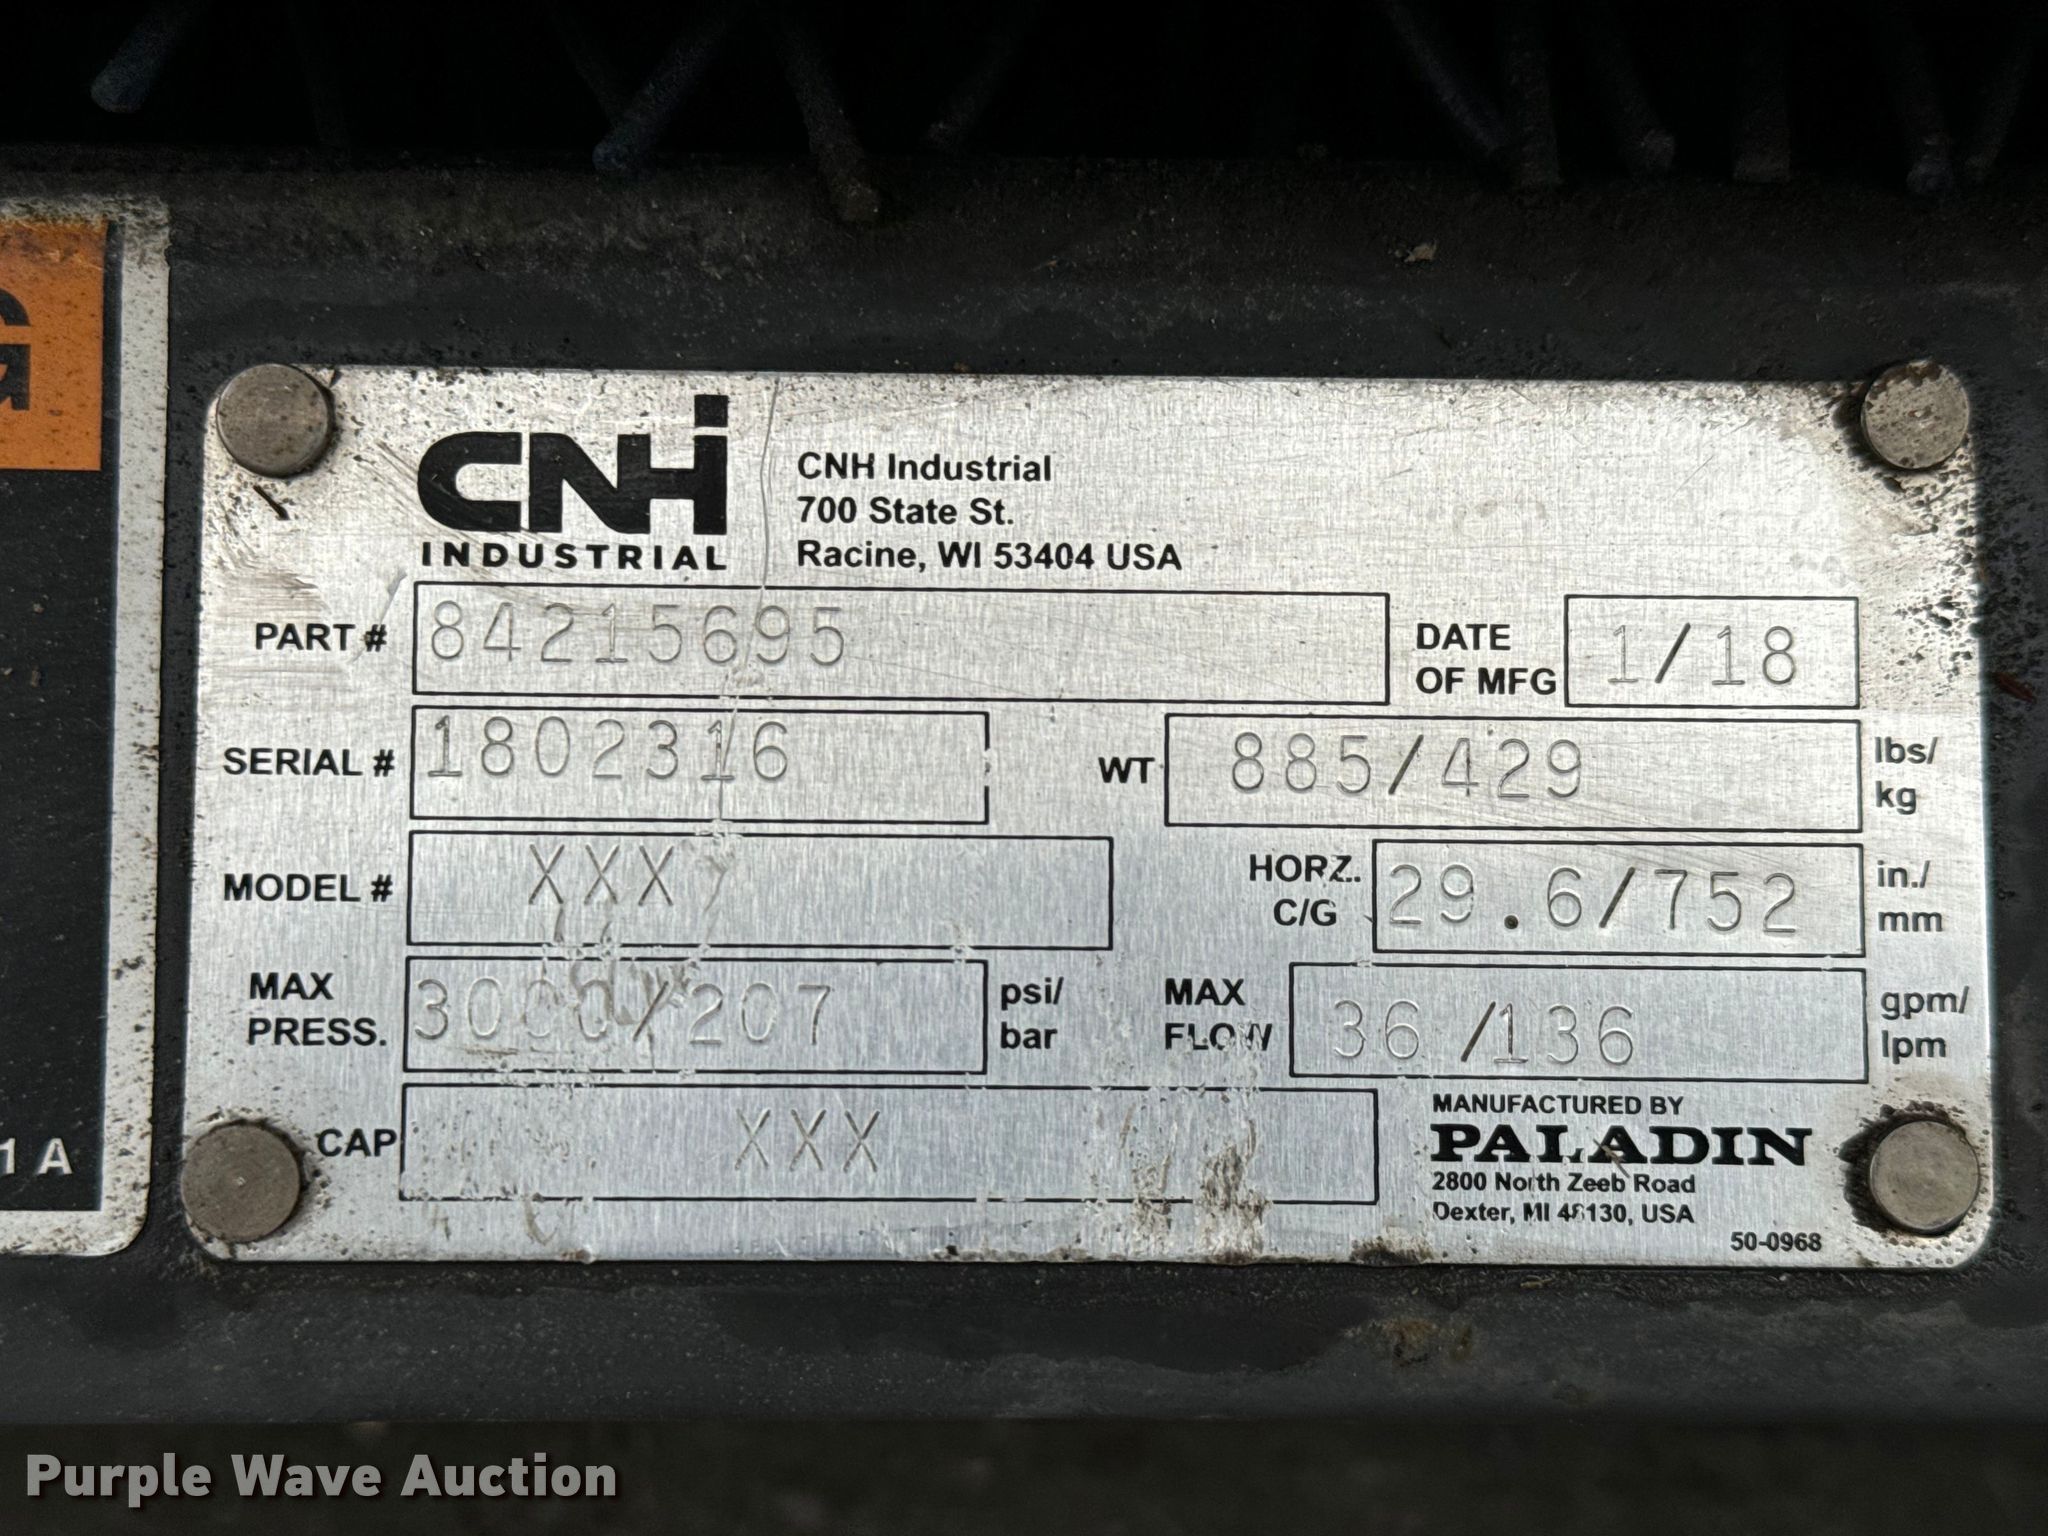 G
1 A
CNHi
INDUSTRIAL
CNH Industrial
700 State St.
Racine, WI 53404 USA
PART # 84215695 DATE OF MFG 1/18
SERIAL # 1802316 WT 885/429 lbs/kg
MODEL # XXX HORZ. C/G 29.6/752 in./mm
MAX PRESS. 3000/207 psi/bar MAX FLOW 36/136 gpm/lpm
CAP XXX
MANUFACTURED BY
PALADIN
2800 North Zeeb Road
Dexter, MI 48130, USA
50-0968
Purple Wave Auction